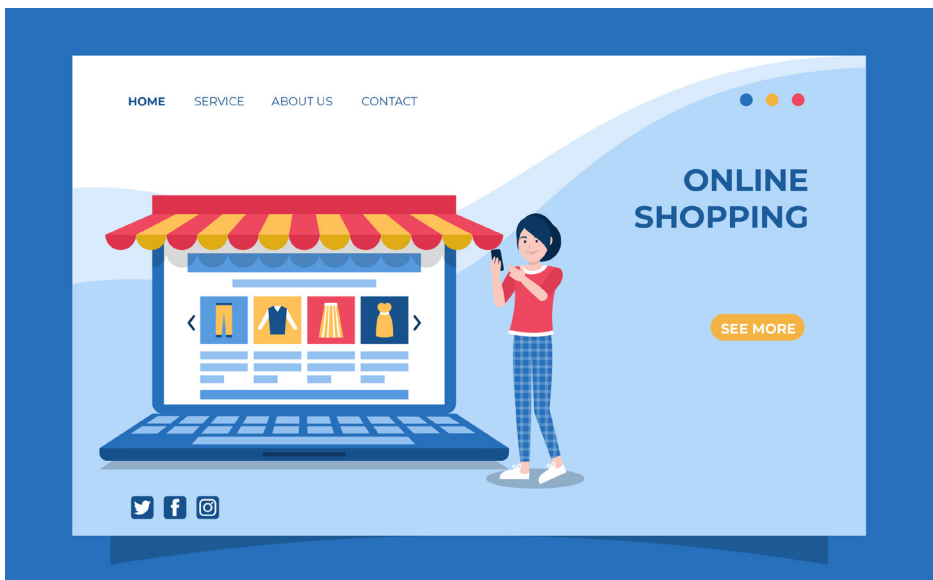 HOME SERVICE ABOUT US CONTACT
ONLINE
SHOPPING
SEE MORE